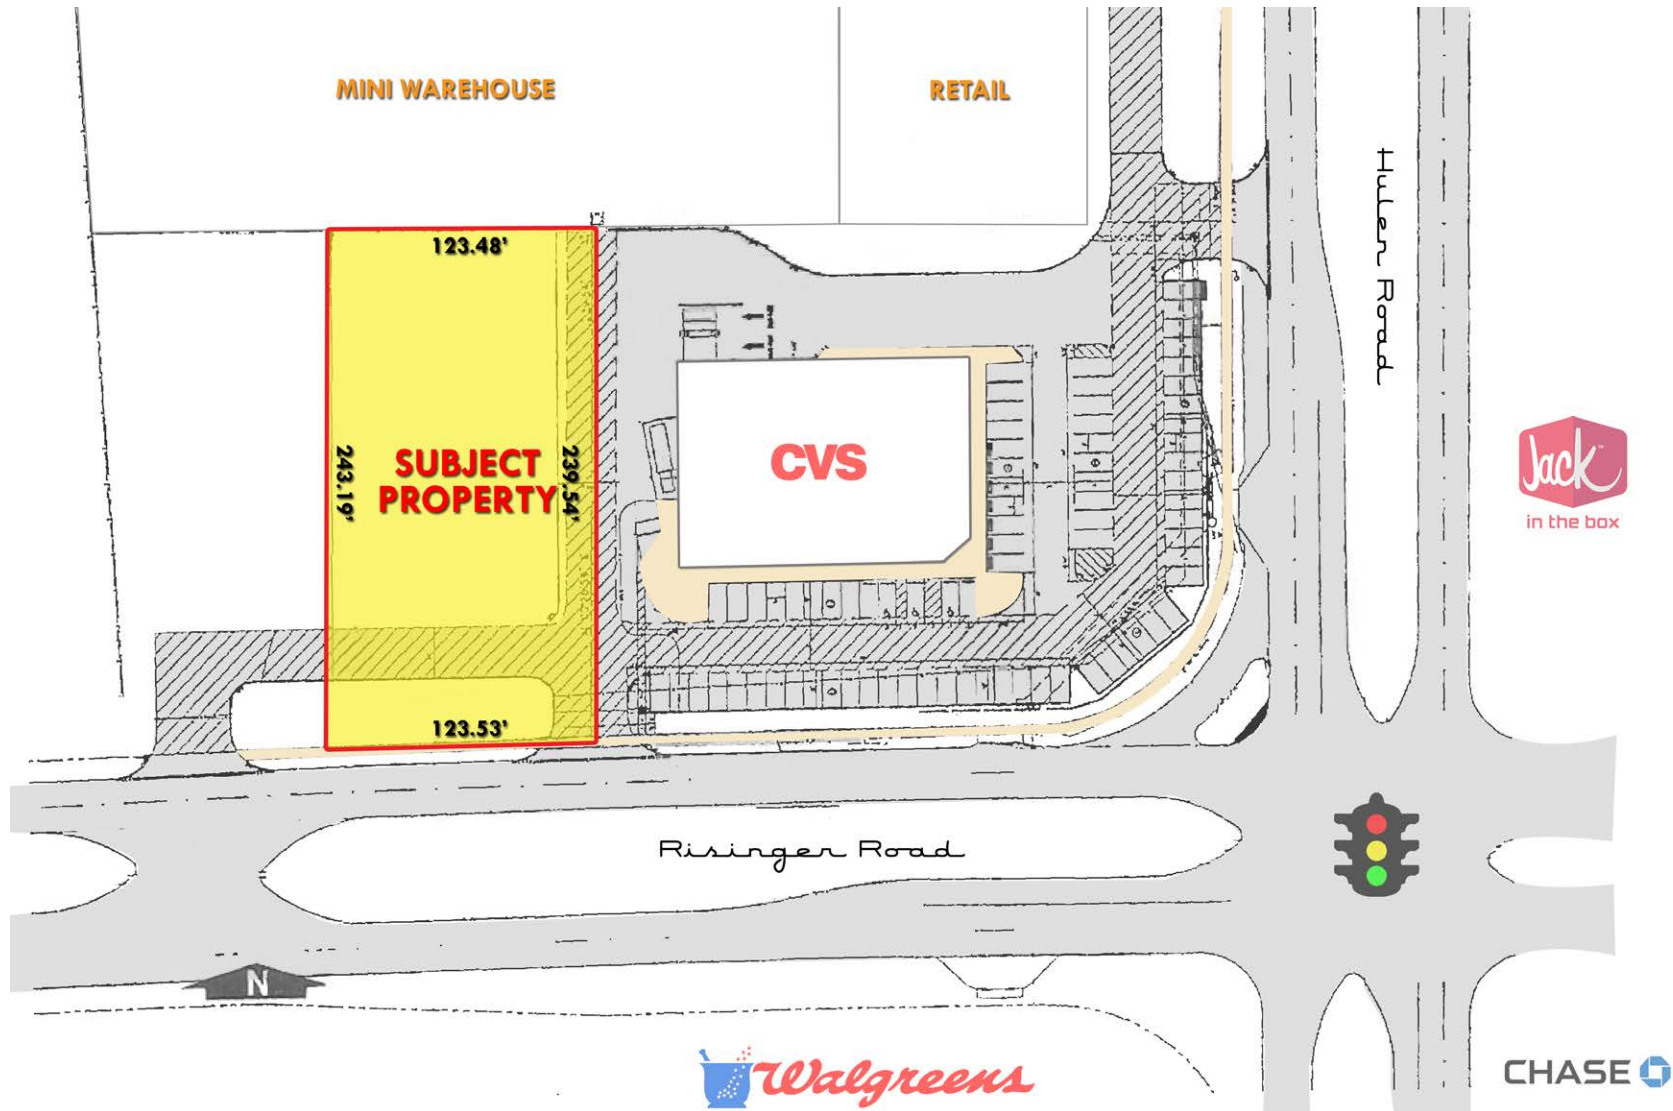 MINI WAREHOUSE
RETAIL
Hulen Road
123.48'
243.19'
SUBJECT
PROPERTY
239.54'
CVS
Jack
in the box
123.53'
Risinger Road
N
Walgreens
CHASE